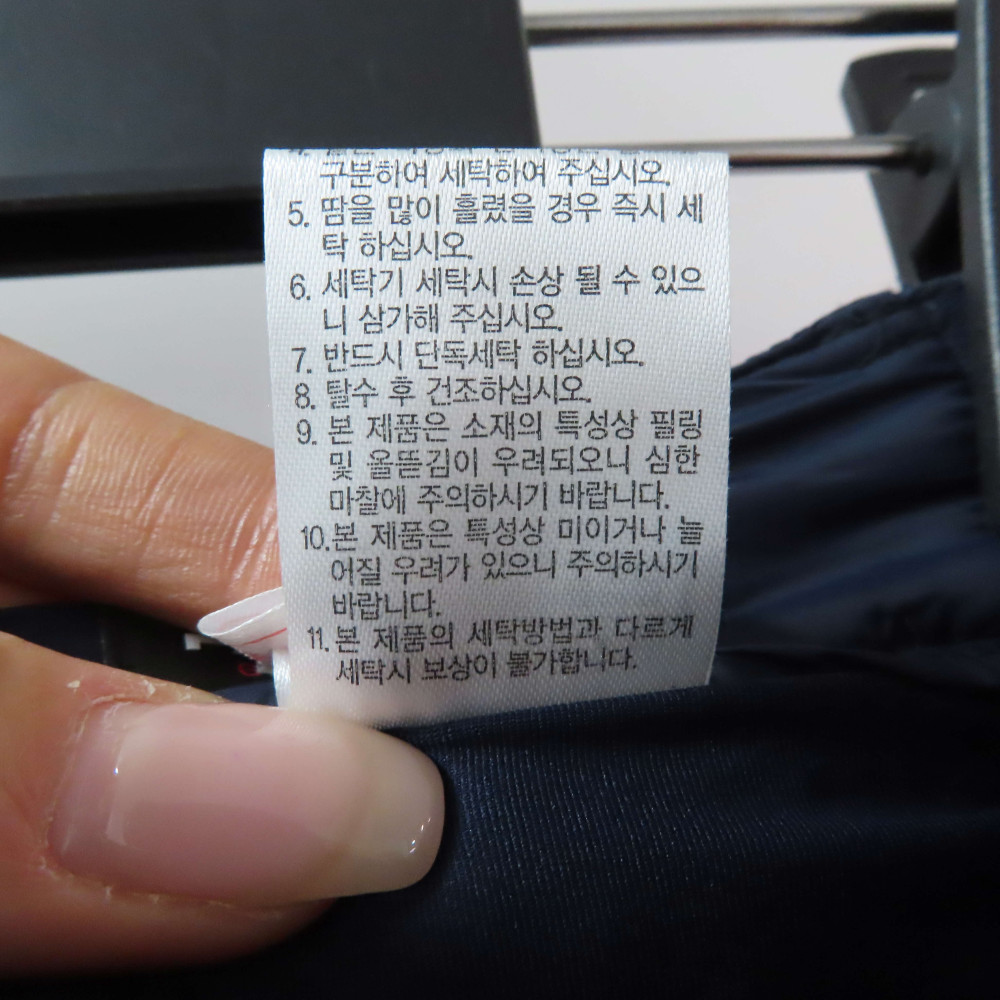 구분하여 세탁하여 주십시오.
5. 땀을 많이 흘렸을 경우 즉시 세
탁 하십시오.
6. 세탁기 세탁시 손상 될 수 있으
니 삼가해 주십시오.
7. 반드시 단독세탁 하십시오.
8. 탈수 후 건조하십시오.
9. 본 제품은 소재의 특성상 필링
및 올뜯김이 우려되오니 심한
마찰에 주의하시기 바랍니다.
10. 본 제품은 특성상 미이거나 늘
어질 우려가 있으니 주의하시기
바랍니다.
11. 본 제품의 세탁방법과 다르게
세탁시 보상이 불가합니다.